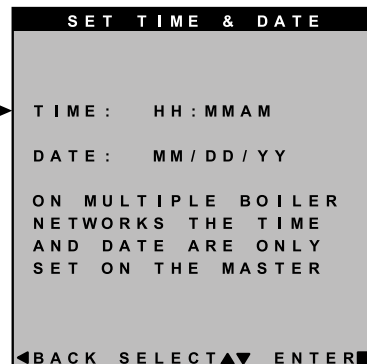 SET TIME & DATE
TIME: HH:MMAM
DATE: MM/DD/YY
ON MULTIPLE BOILER
NETWORKS THE TIME
AND DATE ARE ONLY
SET ON THE MASTER
◄BACK SELECT▲▼ ENTER■